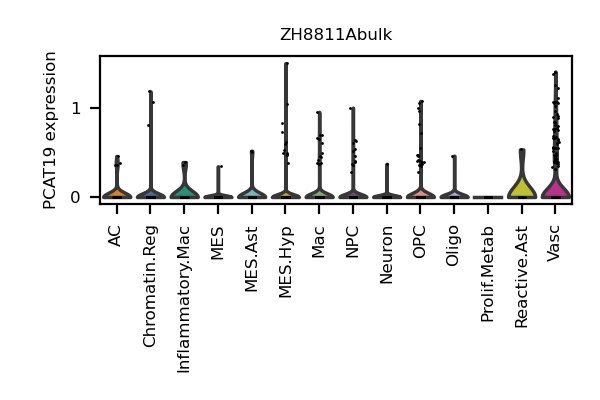 ZH8811Abulk
PCAT19 expression
1
0
AC
Chromatin.Reg
Inflammatory.Mac
MES
MES.Ast
MES.Hyp
Mac
NPC
Neuron
OPC
Oligo
Prolif.Metab
Reactive.Ast
Vasc